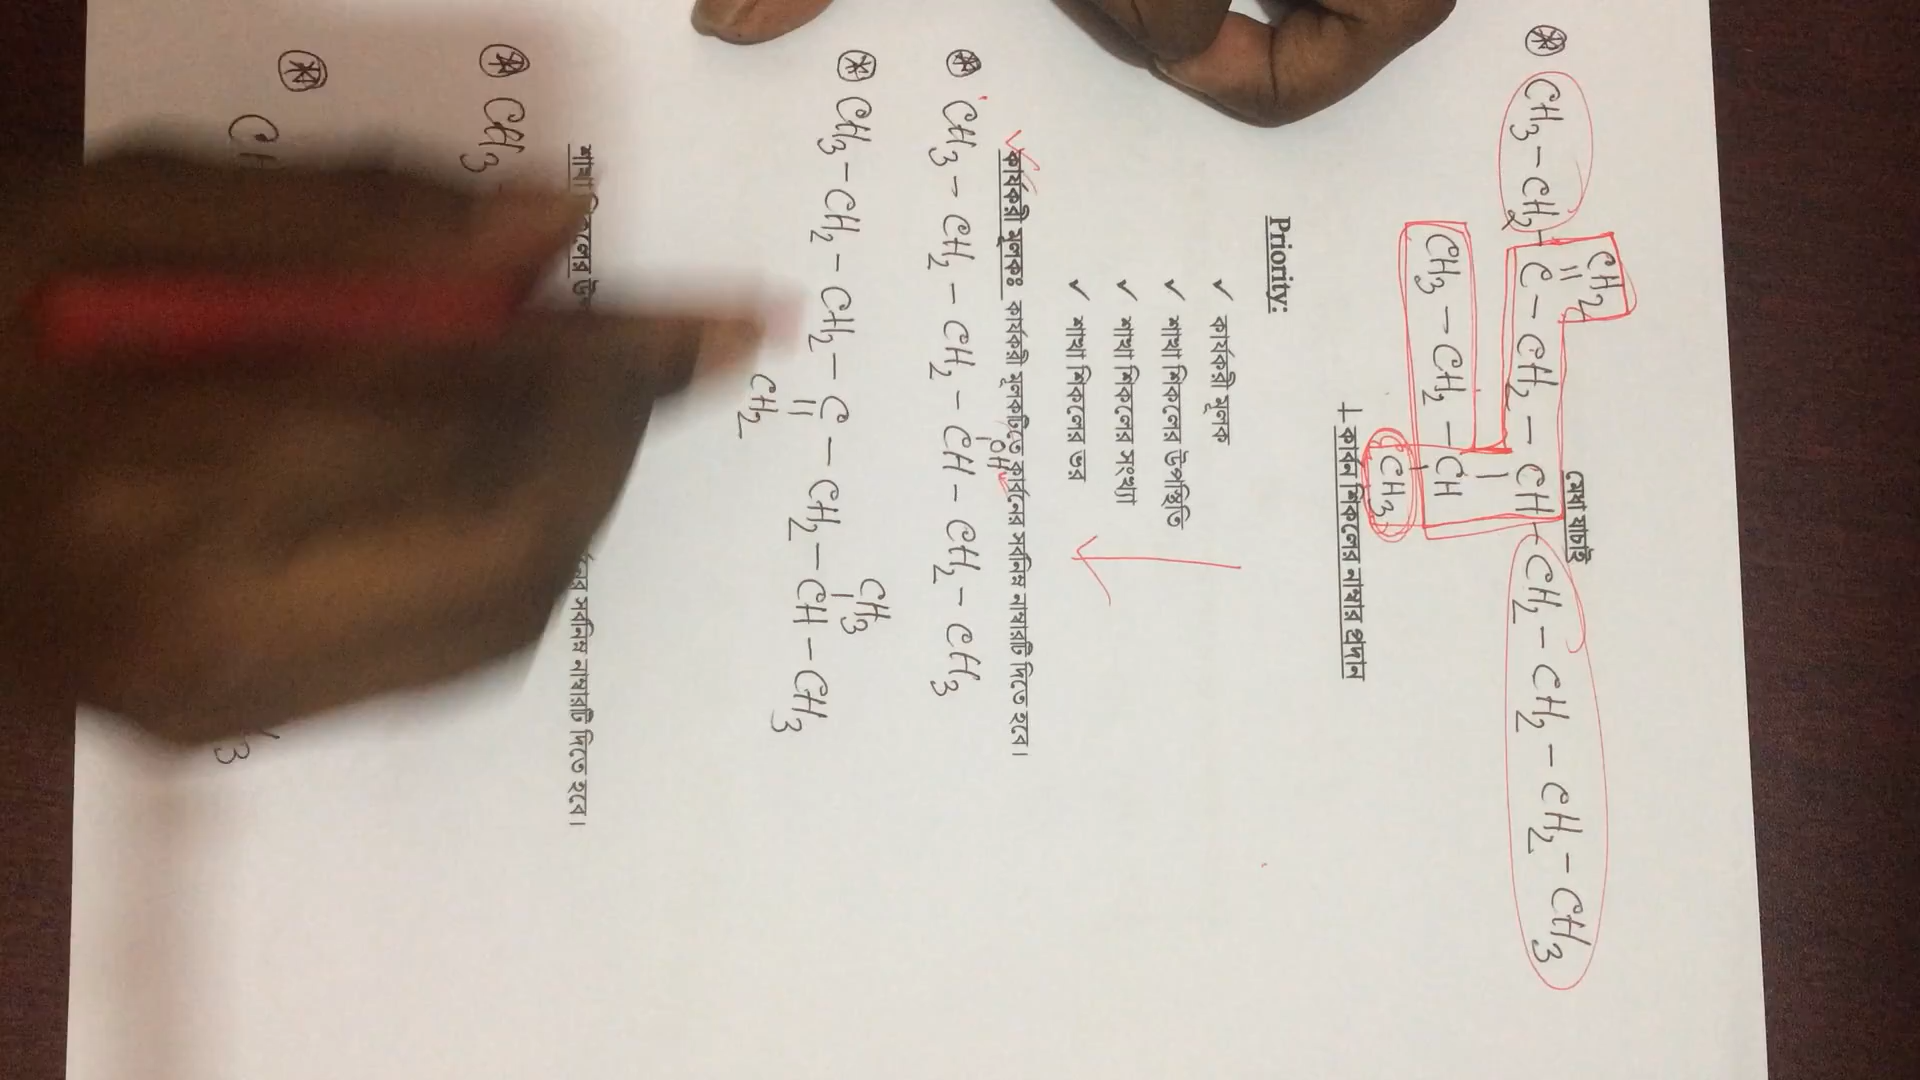 মেধা যাচাই
CH2
||
⊛ CH3-CH2-C-CH2-CH-CH2-CH2-CH2-CH3
|
CH3-CH2-CH
|
CH3
কার্বন শিকলের নাম্বার প্রদান
Priority:
✓ কার্যকরী মূলক
✓ শাখা শিকলের উপস্থিতি
✓ শাখা শিকলের সংখ্যা
✓ শাখা শিকলের ভর
কার্যকরী মূলকঃ কার্যকরী মূলকটিতে কার্বনের সর্বনিম্ন নাম্বারটি দিতে হবে।
OH
|
⊛ CH3-CH2-CH2-CH-CH2-CH3
CH3
|
⊛ CH3-CH2-CH2-C-CH2-CH-CH3
||
CH2
শাখা সর্বনিম্ন নাম্বারটি দিতে হবে।
⊛ CH3
⊛